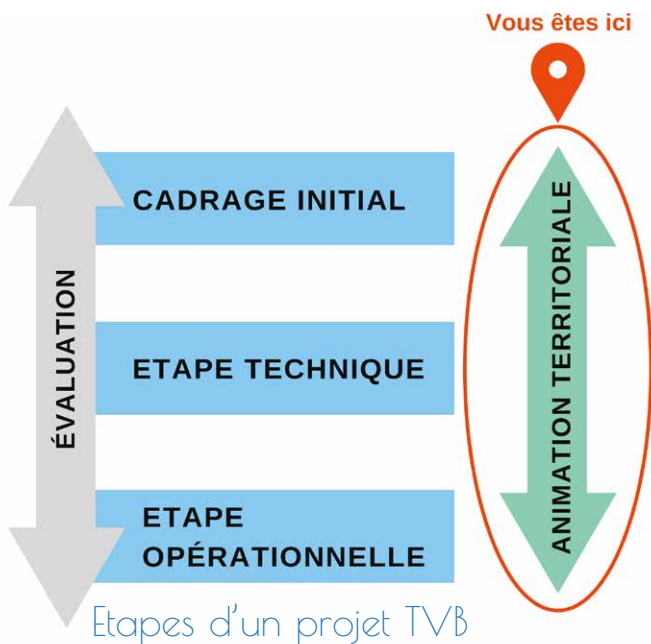 Vous êtes ici
ÉVALUATION
CADRAGE INITIAL
ETAPE TECHNIQUE
ETAPE
OPÉRATIONNELLE
ANIMATION TERRITORIALE
Etapes d'un projet TVB